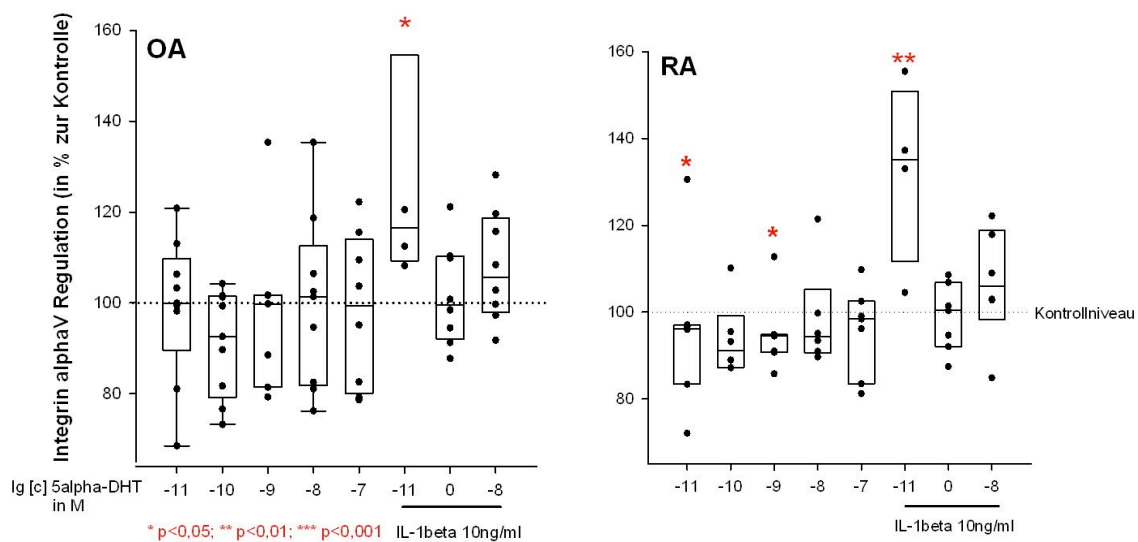 Integrin alphaV Regulation (in % zur Kontrolle)
OA
160
140
120
100
80
*
-11 -10 -9 -8 -7 -11 0 -8
lg [c] 5alpha-DHT
in M
* p<0,05; ** p<0,01; *** p<0,001
IL-1beta 10ng/ml
RA
160
140
120
100
80
*
*
**
Kontrollniveau
-11 -10 -9 -8 -7 -11 0 -8
IL-1beta 10ng/ml